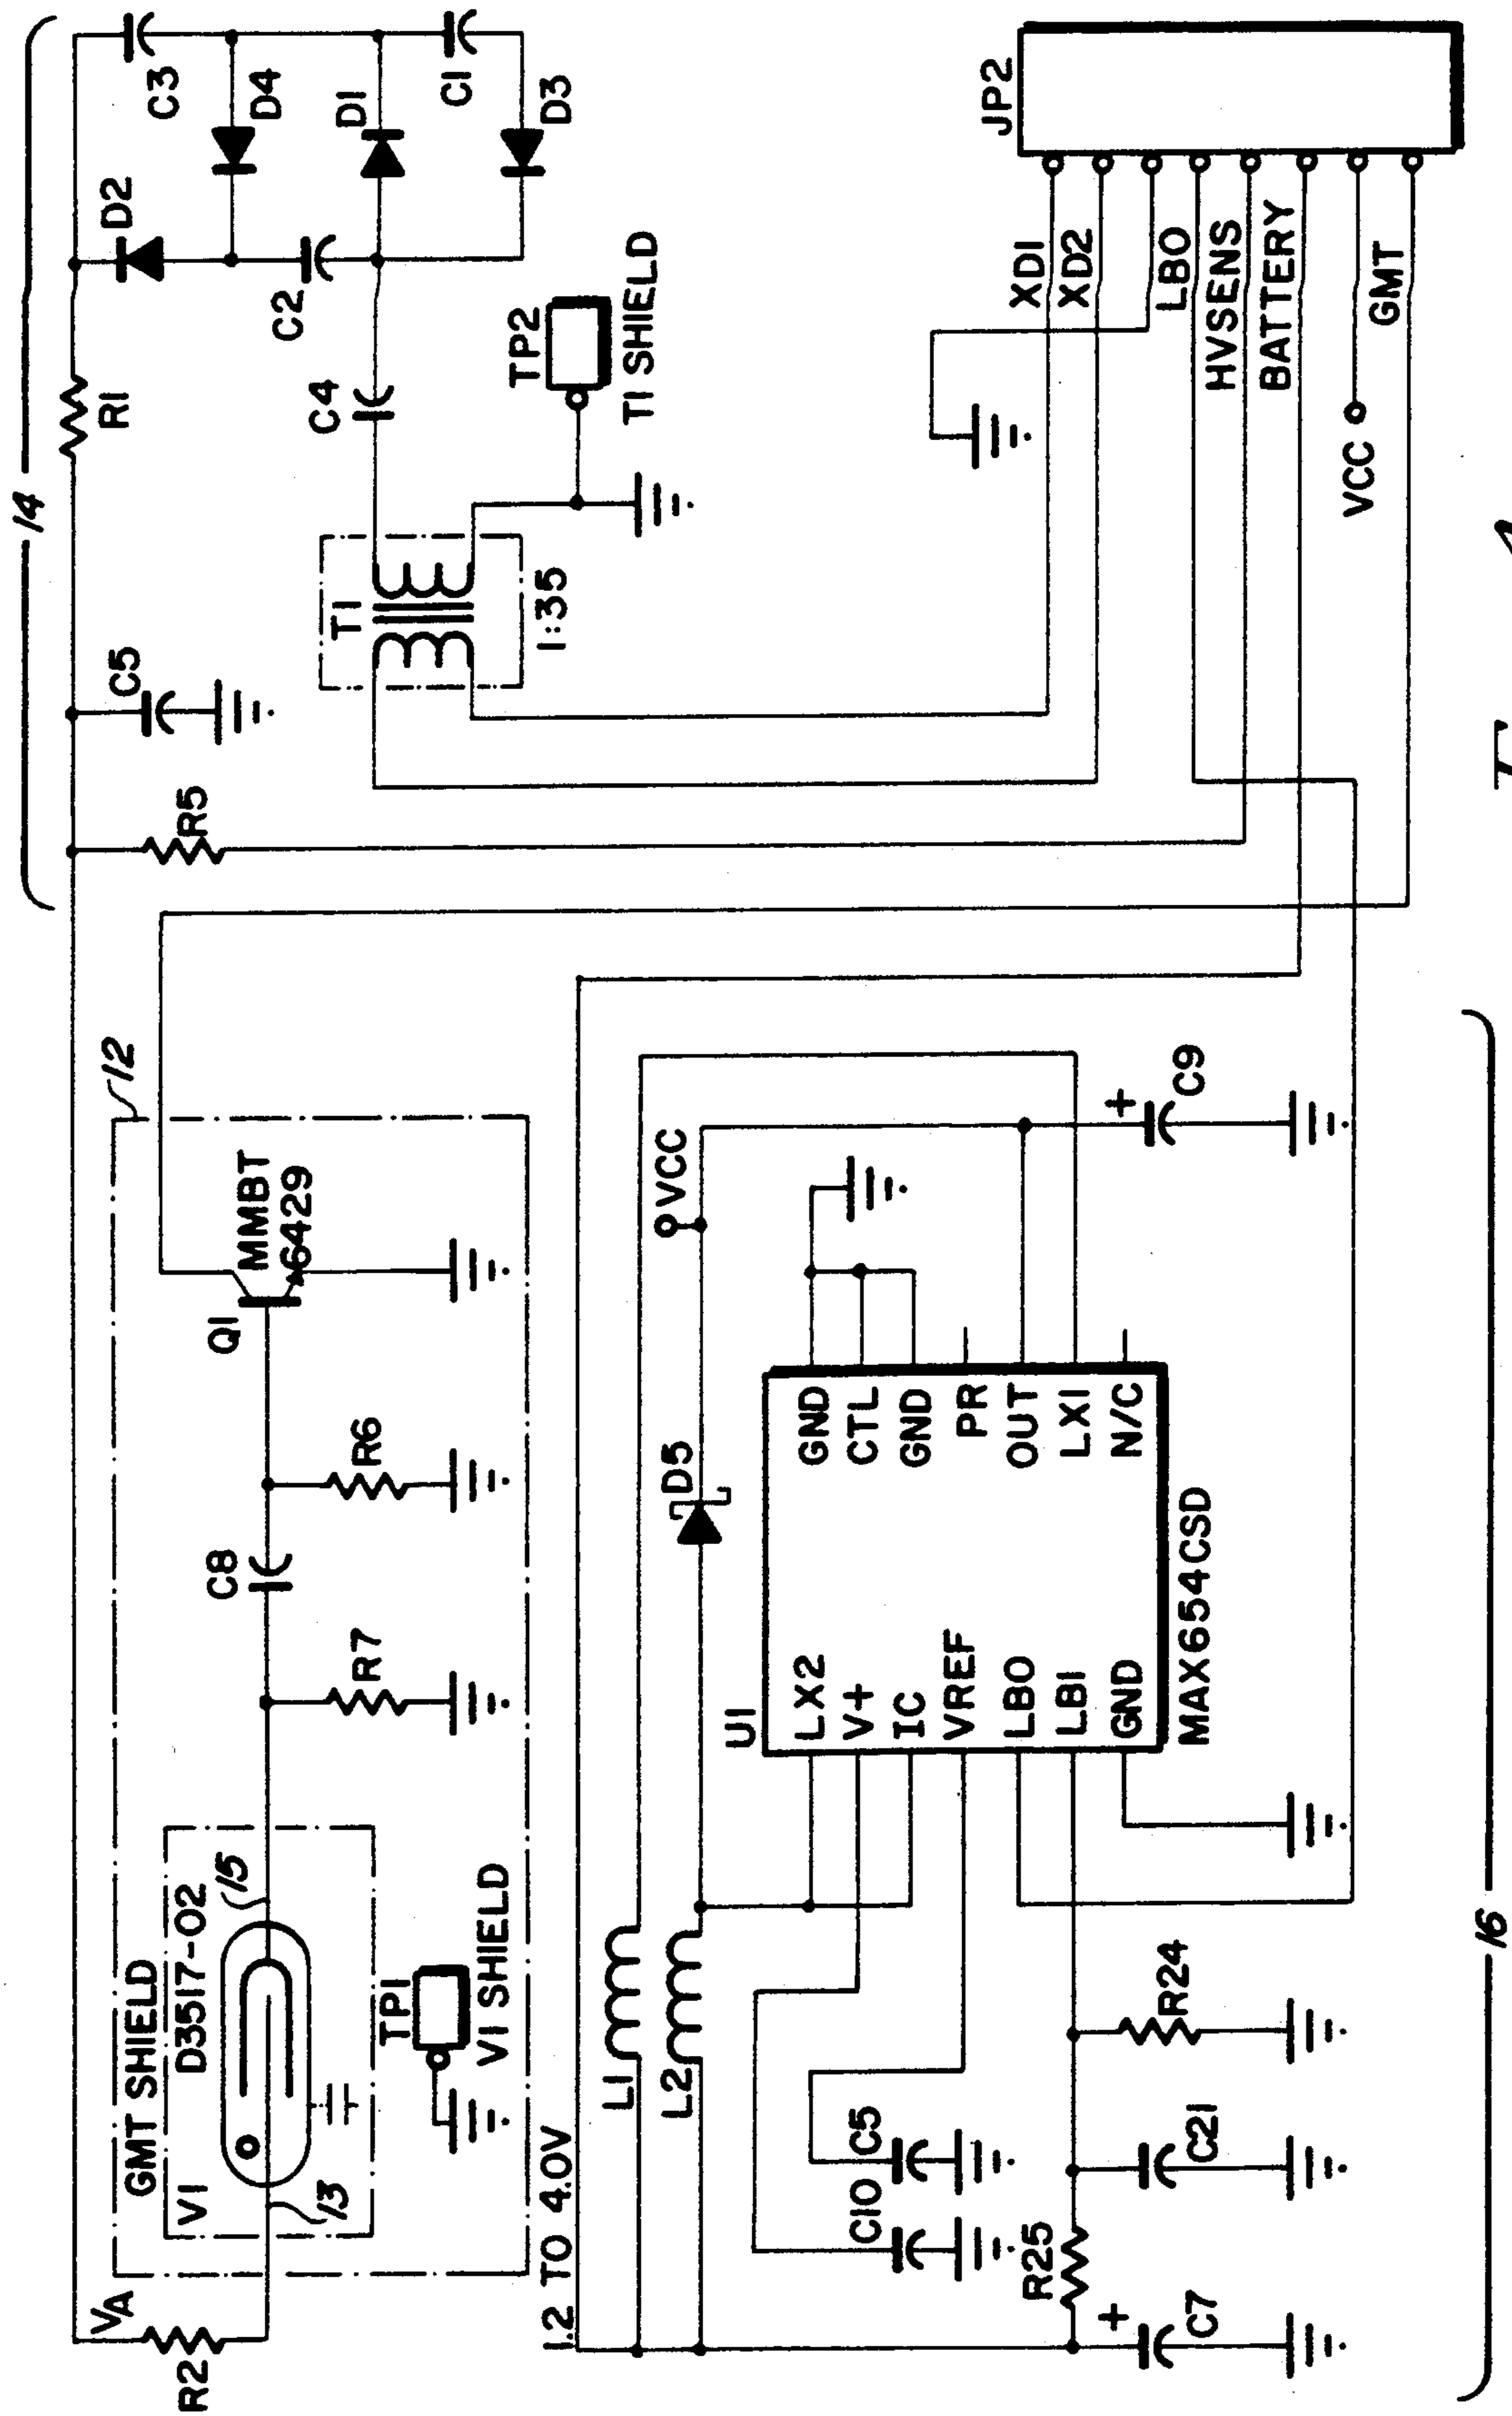 14
C3
D4
D1
C1
D3
D2
C2
R1
C4
TP2
T1 SHIELD
T1
1:35
C5
R5
JP2
XD1
XD2
LBO
HVSENS
BATTERY
VCC
GMT
12
GMT SHIELD
V1
D3517-02
15
13
VA
R2
TP1
V1 SHIELD
R7
C8
R6
Q1
MMBT
6429
1.2 TO 4.0V
L1
L2
D5
VCC
C9
U1
LX2
V+
IC
VREF
LBO
LBI
GND
GND
CTL
GND
PR
OUT
LX1
N/C
MAX654CSD
C10
C5
R25
C21
R24
C7
16